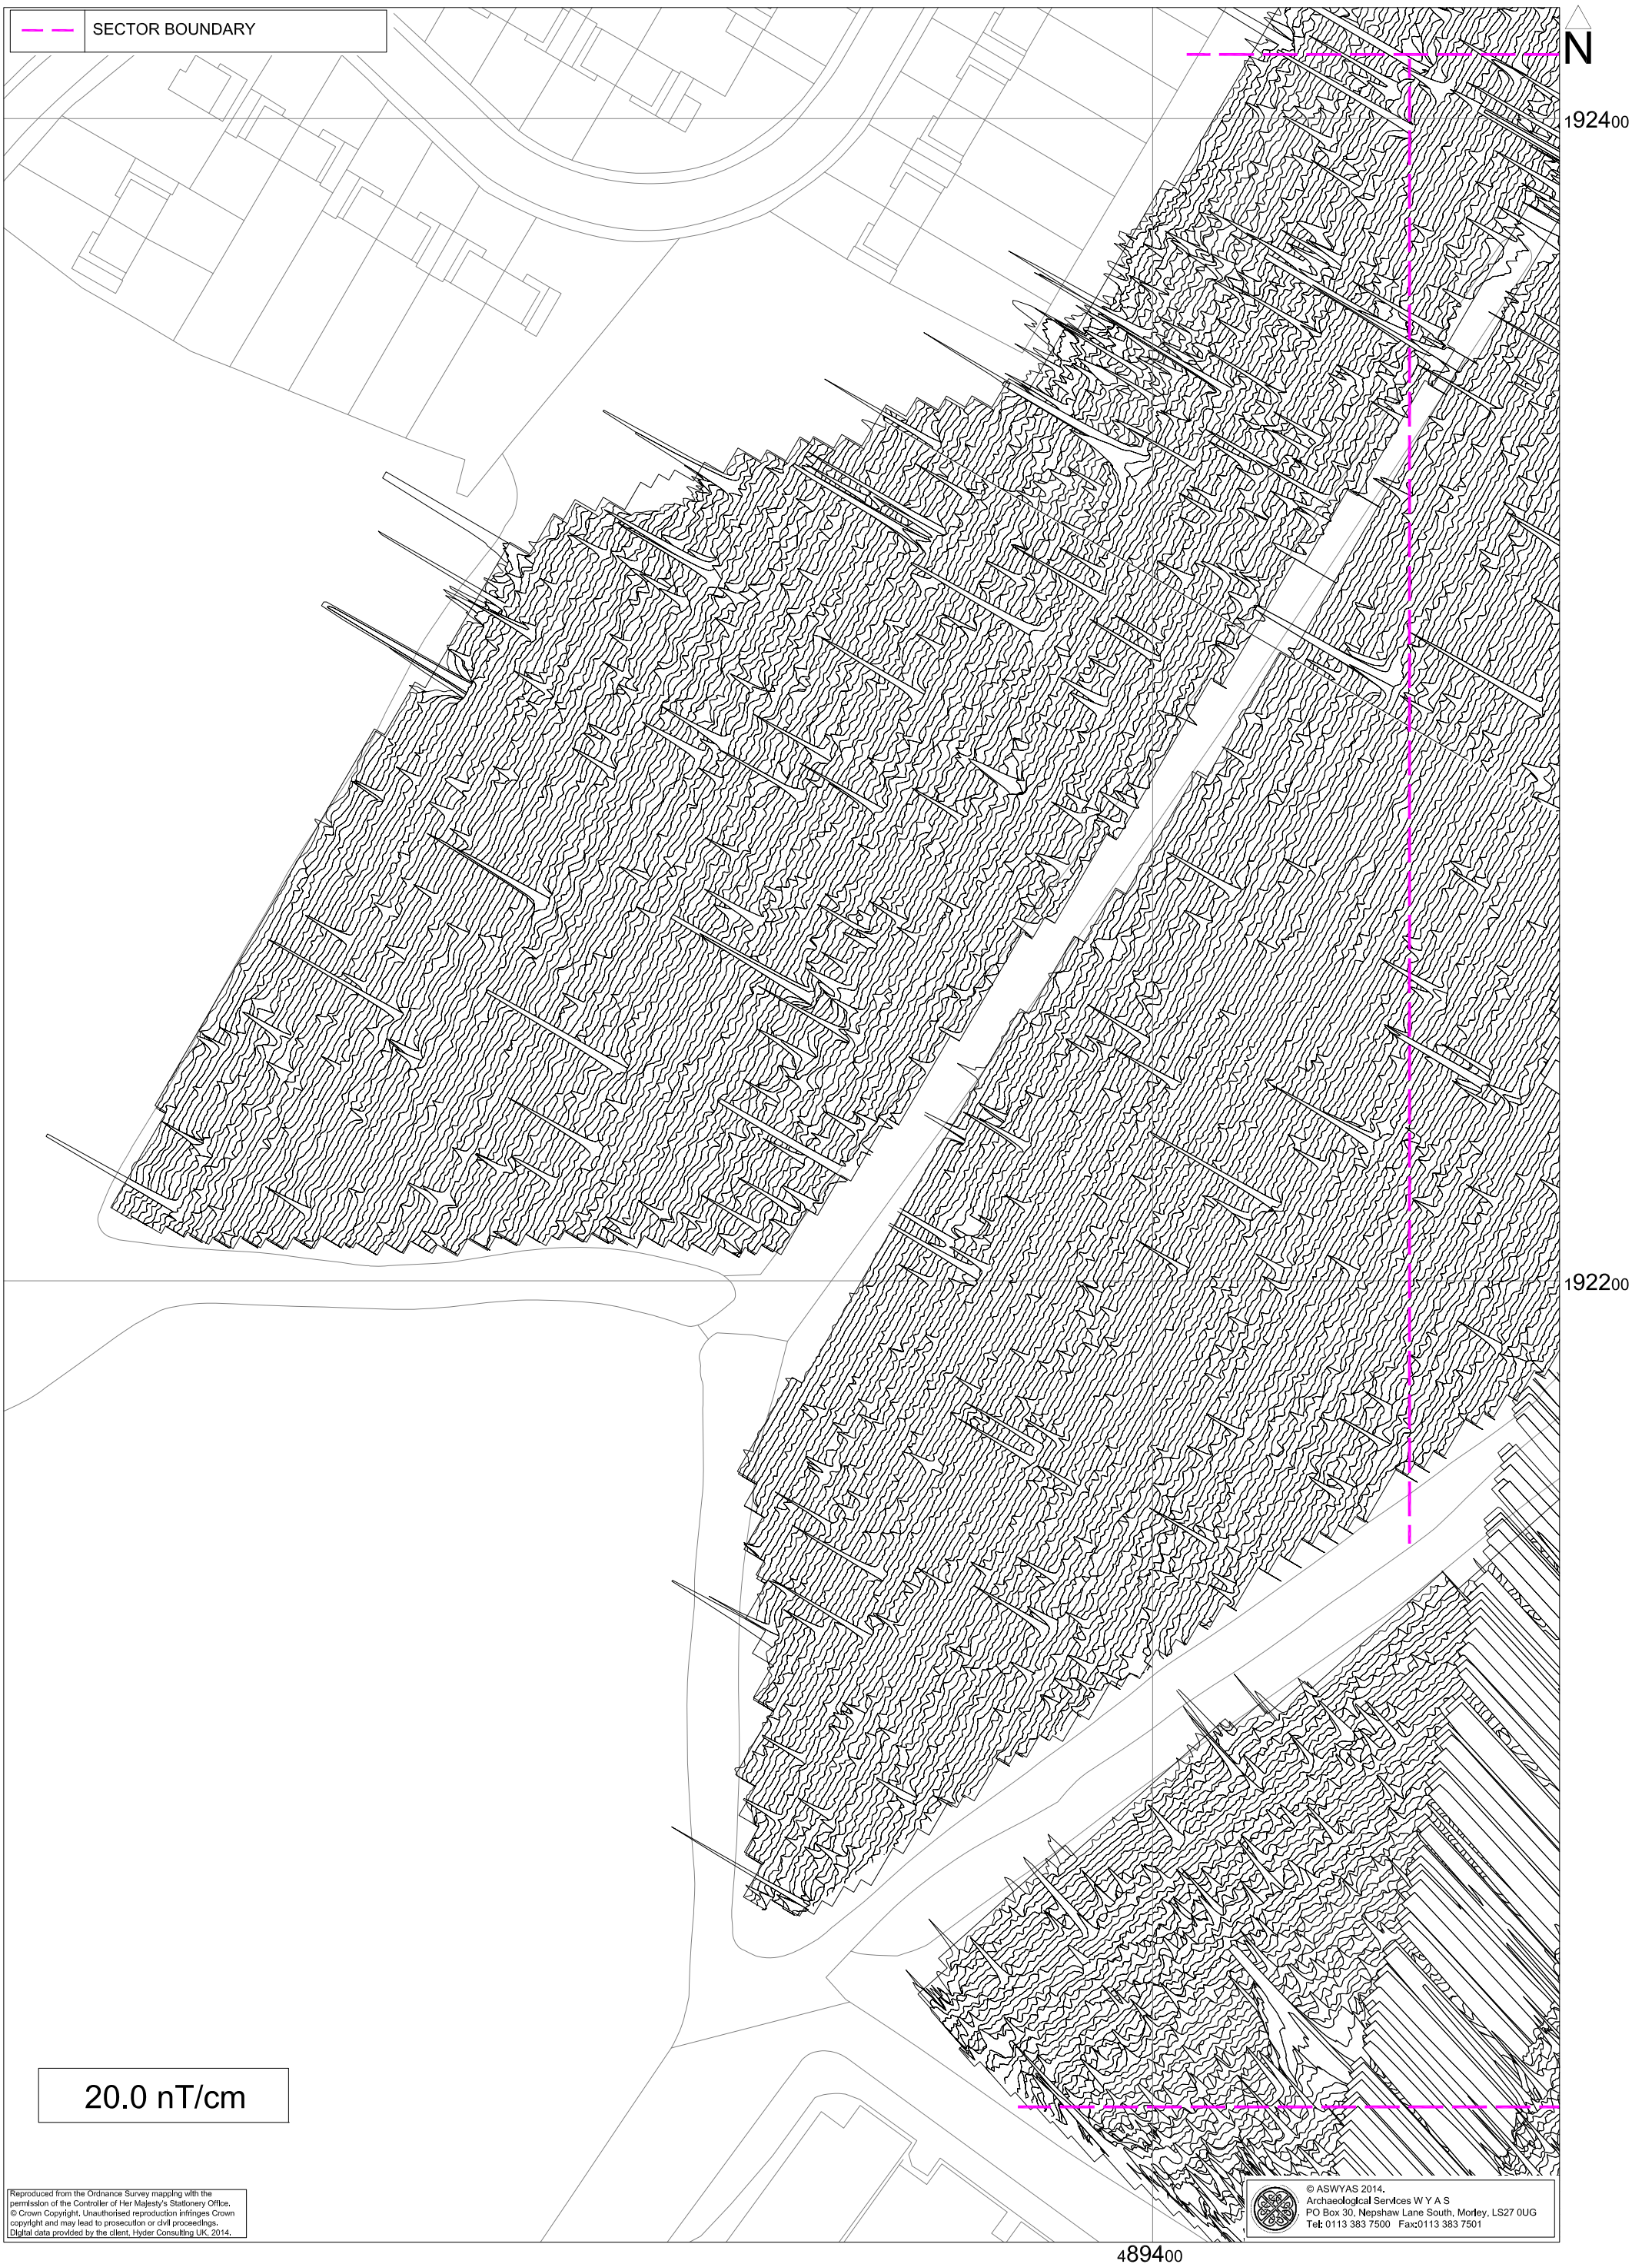 SECTOR BOUNDARY
N
192400
192200
20.0 nT/cm
Reproduced from the Ordnance Survey mapping with the
permission of the Controller of Her Majesty's Stationery Office.
© Crown Copyright. Unauthorised reproduction infringes Crown
copyright and may lead to prosecution or civil proceedings.
Digital data provided by the client, Hyder Consulting UK, 2014.
© ASWYAS 2014.
Archaeological Services W Y A S
PO Box 30, Nepshaw Lane South, Morley, LS27 0UG
Tel: 0113 383 7500 Fax:0113 383 7501
489400